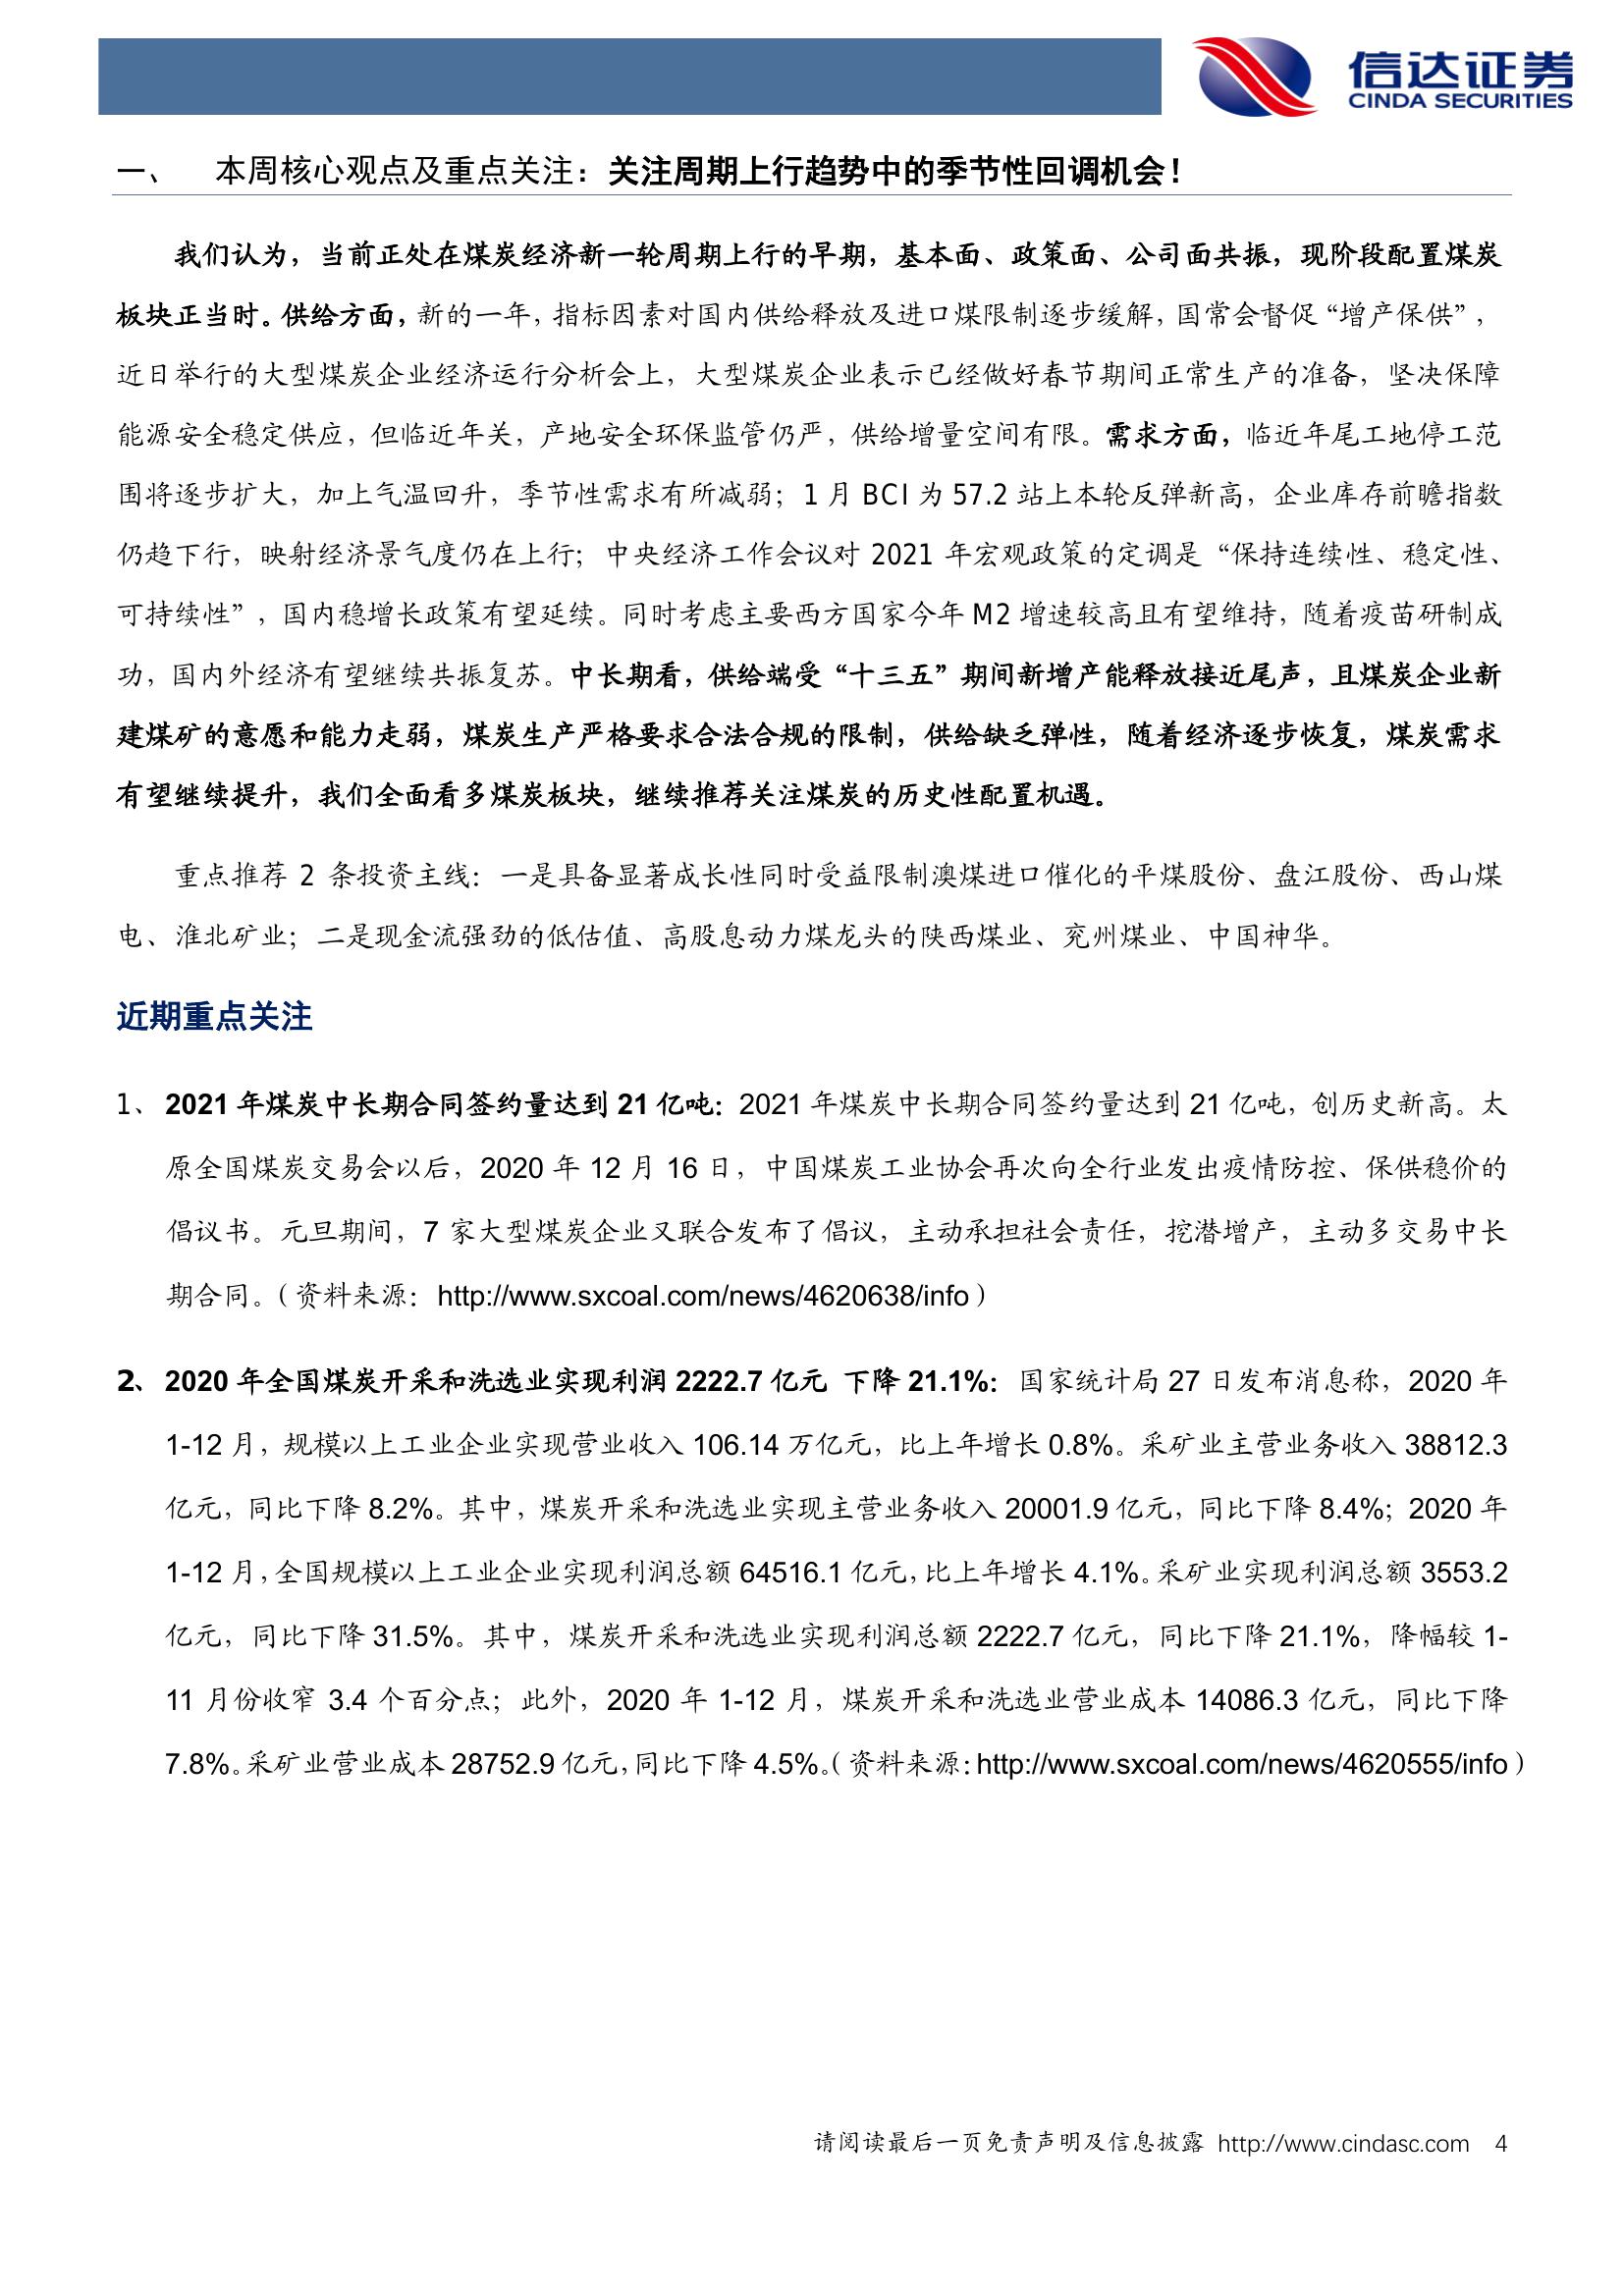 信达证券
CINDA SECURITIES
一、 本周核心观点及重点关注：关注周期上行趋势中的季节性回调机会！
我们认为，当前正处在煤炭经济新一轮周期上行的早期，基本面、政策面、公司面共振，现阶段配置煤炭
板块正当时。供给方面，新的一年，指标因素对国内供给释放及进口煤限制逐步缓解，国常会督促“增产保供”，
近日举行的大型煤炭企业经济运行分析会上，大型煤炭企业表示已经做好春节期间正常生产的准备，坚决保障
能源安全稳定供应，但临近年关，产地安全环保监管仍严，供给增量空间有限。需求方面，临近年尾工地停工范
围将逐步扩大，加上气温回升，季节性需求有所减弱；1 月 BCI 为 57.2 站上本轮反弹新高，企业库存前瞻指数
仍趋下行，映射经济景气度仍在上行；中央经济工作会议对 2021 年宏观政策的定调是“保持连续性、稳定性、
可持续性”，国内稳增长政策有望延续。同时考虑主要西方国家今年 M2 增速较高且有望维持，随着疫苗研制成
功，国内外经济有望继续共振复苏。中长期看，供给端受“十三五”期间新增产能释放接近尾声，且煤炭企业新
建煤矿的意愿和能力走弱，煤炭生产严格要求合法合规的限制，供给缺乏弹性，随着经济逐步恢复，煤炭需求
有望继续提升，我们全面看多煤炭板块，继续推荐关注煤炭的历史性配置机遇。
重点推荐 2 条投资主线：一是具备显著成长性同时受益限制澳煤进口催化的平煤股份、盘江股份、西山煤
电、淮北矿业；二是现金流强劲的低估值、高股息动力煤龙头的陕西煤业、兖州煤业、中国神华。
近期重点关注
1、 2021 年煤炭中长期合同签约量达到 21 亿吨：2021 年煤炭中长期合同签约量达到 21 亿吨，创历史新高。太
原全国煤炭交易会以后，2020 年 12 月 16 日，中国煤炭工业协会再次向全行业发出疫情防控、保供稳价的
倡议书。元旦期间，7 家大型煤炭企业又联合发布了倡议，主动承担社会责任，挖潜增产，主动多交易中长
期合同。（资料来源：http://www.sxcoal.com/news/4620638/info）
2、 2020 年全国煤炭开采和洗选业实现利润 2222.7 亿元 下降 21.1%：国家统计局 27 日发布消息称，2020 年
1-12 月，规模以上工业企业实现营业收入 106.14 万亿元，比上年增长 0.8%。采矿业主营业务收入 38812.3
亿元，同比下降 8.2%。其中，煤炭开采和洗选业实现主营业务收入 20001.9 亿元，同比下降 8.4%；2020 年
1-12 月，全国规模以上工业企业实现利润总额 64516.1 亿元，比上年增长 4.1%。采矿业实现利润总额 3553.2
亿元，同比下降 31.5%。其中，煤炭开采和洗选业实现利润总额 2222.7 亿元，同比下降 21.1%，降幅较 1-
11 月份收窄 3.4 个百分点；此外，2020 年 1-12 月，煤炭开采和洗选业营业成本 14086.3 亿元，同比下降
7.8%。采矿业营业成本 28752.9 亿元，同比下降 4.5%。（资料来源：http://www.sxcoal.com/news/4620555/info）
请阅读最后一页免责声明及信息披露 http://www.cindasc.com 4